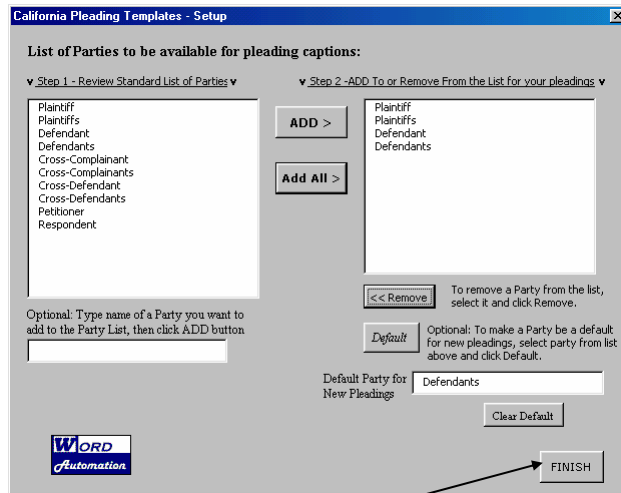 California Pleading Templates - Setup
List of Parties to be available for pleading captions:
v Step 1 - Review Standard List of Parties v
Plaintiff
Plaintiffs
Defendant
Defendants
Cross-Complainant
Cross-Complainants
Cross-Defendant
Cross-Defendants
Petitioner
Respondent
Optional: Type name of a Party you want to
add to the Party List, then click ADD button
ADD >
Add All >
v Step 2 -ADD To or Remove From the List for your pleadings v
Plaintiff
Plaintiffs
Defendant
Defendants
<< Remove
To remove a Party from the list,
select it and click Remove.
Default
Optional: To make a Party be a default
for new pleadings, select party from list
above and click Default.
Default Party for
New Pleadings
Defendants
Clear Default
WORD
Automation
FINISH